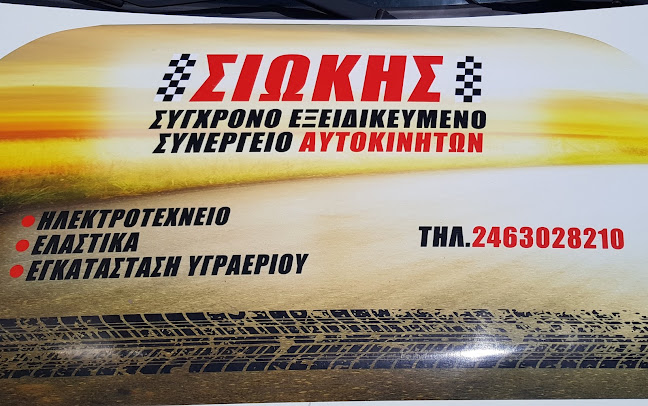 ΣΙΩΚΗΣ
ΣΥΓΧΡΟΝΟ ΕΞΕΙΔΙΚΕΥΜΕΝΟ
ΣΥΝΕΡΓΕΙΟ ΑΥΤΟΚΙΝΗΤΩΝ
• ΗΛΕΚΤΡΟΤΕΧΝΕΙΟ
• ΕΛΑΣΤΙΚΑ
• ΕΓΚΑΤΑΣΤΑΣΗ ΥΓΡΑΕΡΙΟΥ
ΤΗΛ.2463028210